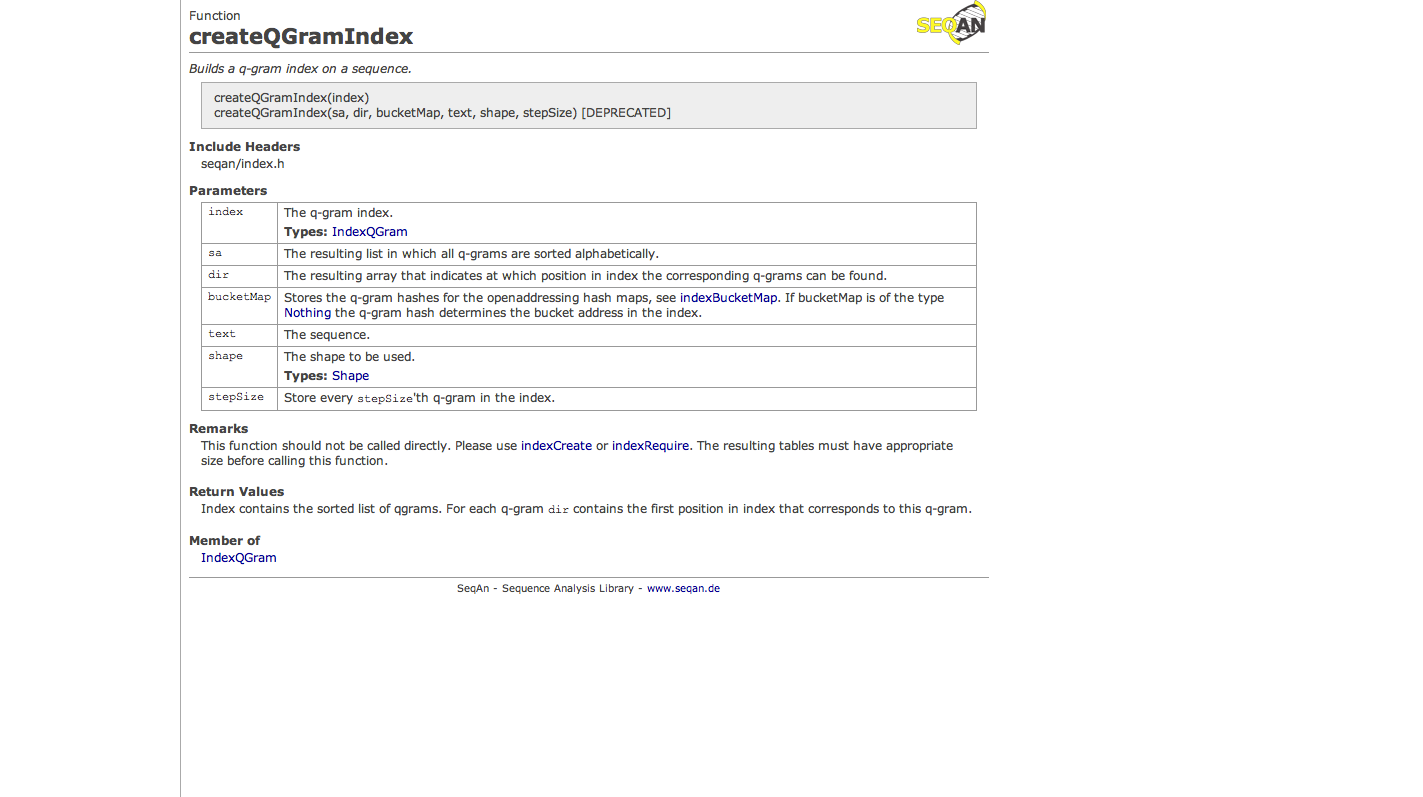 Function
SEQAN
createQGramIndex
Builds a q-gram index on a sequence.
createQGramIndex(index)
createQGramIndex(sa, dir, bucketMap, text, shape, stepSize) [DEPRECATED]
Include Headers
seqan/index.h
Parameters
index The q-gram index.
Types: IndexQGram
sa The resulting list in which all q-grams are sorted alphabetically.
dir The resulting array that indicates at which position in index the corresponding q-grams can be found.
bucketMap Stores the q-gram hashes for the openaddressing hash maps, see indexBucketMap. If bucketMap is of the type
Nothing the q-gram hash determines the bucket address in the index.
text The sequence.
shape The shape to be used.
Types: Shape
stepSize Store every stepSize'th q-gram in the index.
Remarks
This function should not be called directly. Please use indexCreate or indexRequire. The resulting tables must have appropriate
size before calling this function.
Return Values
Index contains the sorted list of qgrams. For each q-gram dir contains the first position in index that corresponds to this q-gram.
Member of
IndexQGram
SeqAn - Sequence Analysis Library - www.seqan.de